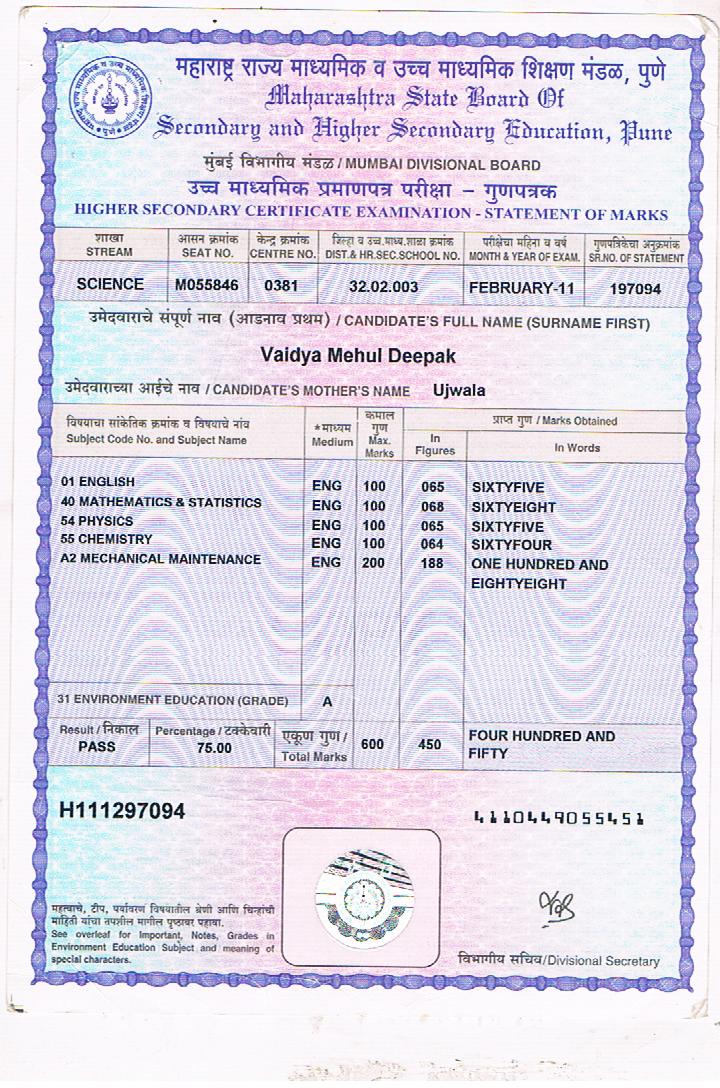 महाराष्ट्र राज्य माध्यमिक व उच्च माध्यमिक शिक्षण मंडळ, पुणे
Maharashtra State Board Of
Secondary and Higher Secondary Education, Pune
मुंबई विभागीय मंडळ / MUMBAI DIVISIONAL BOARD
उच्च माध्यमिक प्रमाणपत्र परीक्षा – गुणपत्रक
HIGHER SECONDARY CERTIFICATE EXAMINATION - STATEMENT OF MARKS
शाखा आसन क्रमांक केन्द्र क्रमांक जिल्हा व उच्च.माध्य.शाळा क्रमांक परीक्षेचा महिना व वर्ष गुणपत्रिकेचा अनुक्रमांक
STREAM SEAT NO. CENTRE NO. DIST.& HR.SEC.SCHOOL NO. MONTH & YEAR OF EXAM. SR.NO. OF STATEMENT
SCIENCE M055846 0381 32.02.003 FEBRUARY-11 197094
उमेदवाराचे संपूर्ण नाव (आडनाव प्रथम) / CANDIDATE'S FULL NAME (SURNAME FIRST)
Vaidya Mehul Deepak
उमेदवाराच्या आईचे नाव / CANDIDATE'S MOTHER'S NAME Ujwala
विषयाचा सांकेतिक क्रमांक व विषयाचे नांव
Subject Code No. and Subject Name
*माध्यम
Medium
कमाल
गुण
Max.
Marks
प्राप्त गुण / Marks Obtained
In
Figures
In Words
01 ENGLISH ENG 100 065 SIXTYFIVE
40 MATHEMATICS & STATISTICS ENG 100 068 SIXTYEIGHT
54 PHYSICS ENG 100 065 SIXTYFIVE
55 CHEMISTRY ENG 100 064 SIXTYFOUR
A2 MECHANICAL MAINTENANCE ENG 200 188 ONE HUNDRED AND
EIGHTYEIGHT
31 ENVIRONMENT EDUCATION (GRADE) A
Result / निकाल Percentage / टक्केवारी एकूण गुण / 600 450 FOUR HUNDRED AND
PASS 75.00 Total Marks FIFTY
H111297094
4110449055451
महत्वाचे, टीप, पर्यावरण विषयातील श्रेणी आणि चिन्हांची
माहिती यांचा तपशील मागील पृष्ठावर पहावा.
See overleaf for Important, Notes, Grades in
Environment Education Subject and meaning of
special characters.
विभागीय सचिव/Divisional Secretary